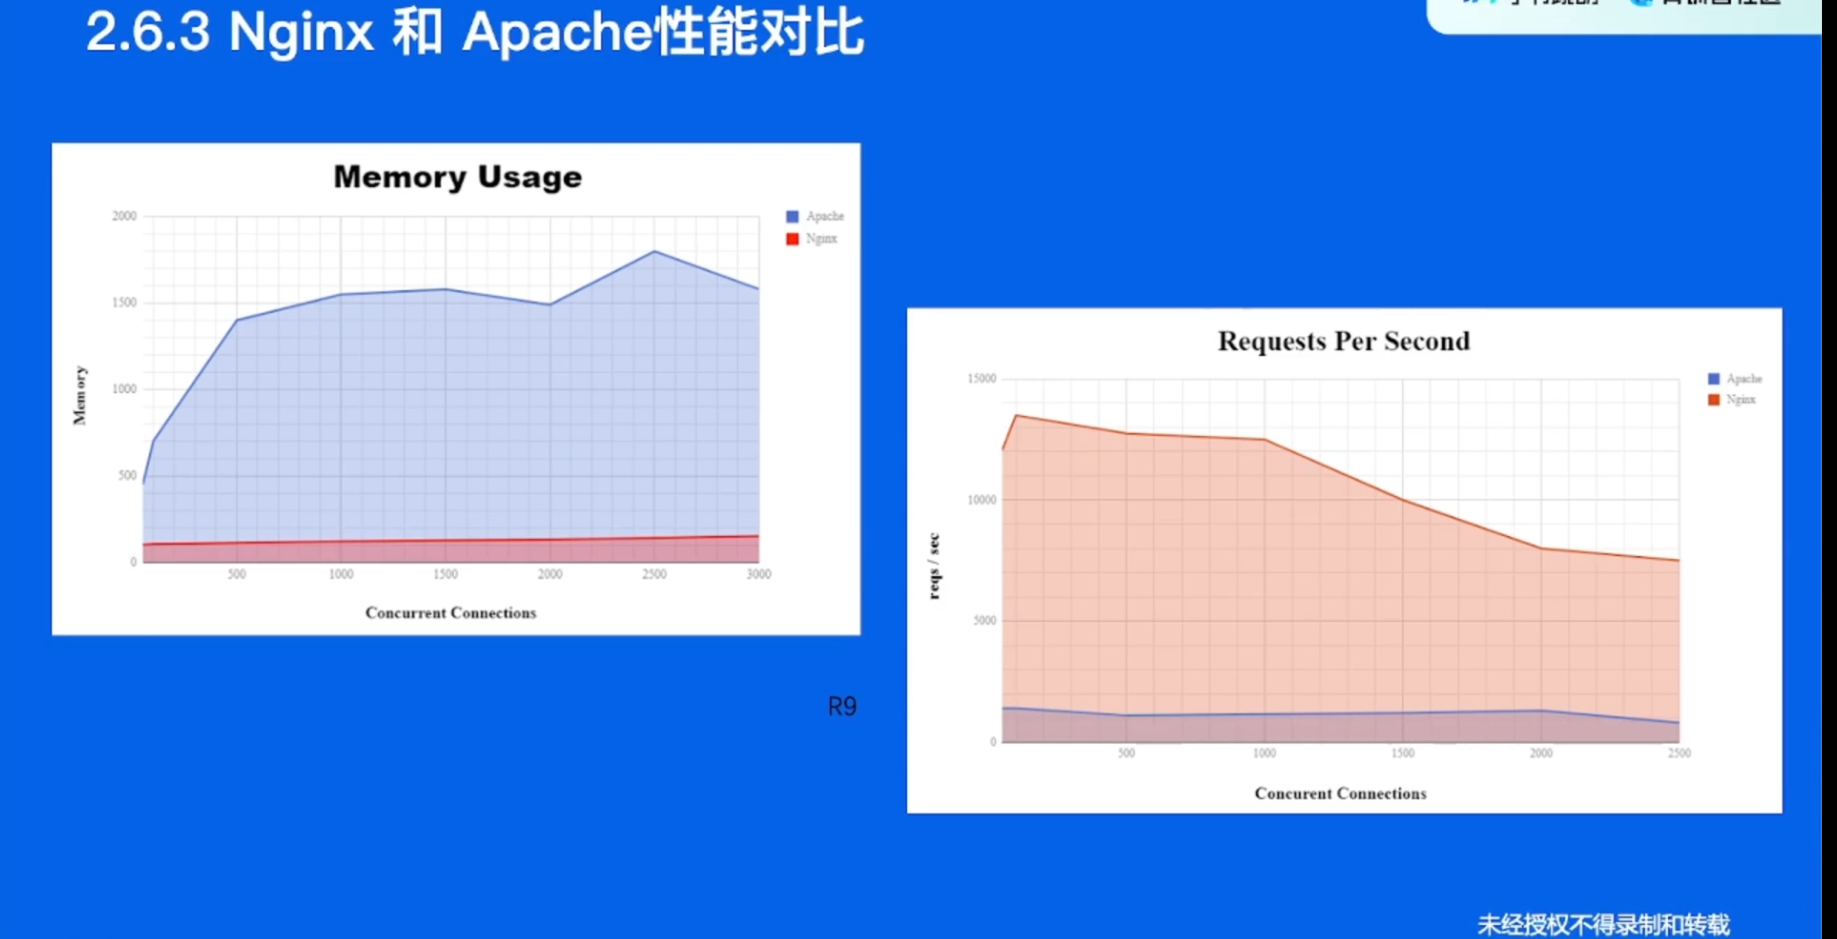 2.6.3 Nginx 和 Apache性能对比
Memory Usage
2000
1500
1000
500
0
Memory
500 1000 1500 2000 2500 3000
Concurrent Connections
Apache
Nginx
R9
Requests Per Second
15000
10000
5000
0
reqs / sec
500 1000 1500 2000 2500
Concurent Connections
Apache
Nginx
未经授权不得录制和转载